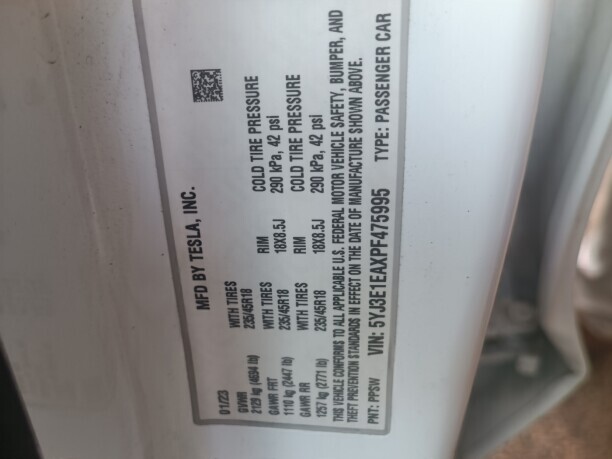 MFD BY TESLA, INC.
01/23
GVWR
2129 kg (4694 lb)
GAWR FRT WITH TIRES RIM COLD TIRE PRESSURE
1110 kg (2447 lb) 235/45R18 18X8.5J 290 kPa, 42 psi
GAWR RR WITH TIRES RIM COLD TIRE PRESSURE
1257 kg (2771 lb) 235/45R18 18X8.5J 290 kPa, 42 psi
THIS VEHICLE CONFORMS TO ALL APPLICABLE U.S. FEDERAL MOTOR VEHICLE SAFETY, BUMPER, AND
THEFT PREVENTION STANDARDS IN EFFECT ON THE DATE OF MANUFACTURE SHOWN ABOVE.
PNT: PPSW VIN: 5YJ3E1EAXPF475995 TYPE: PASSENGER CAR